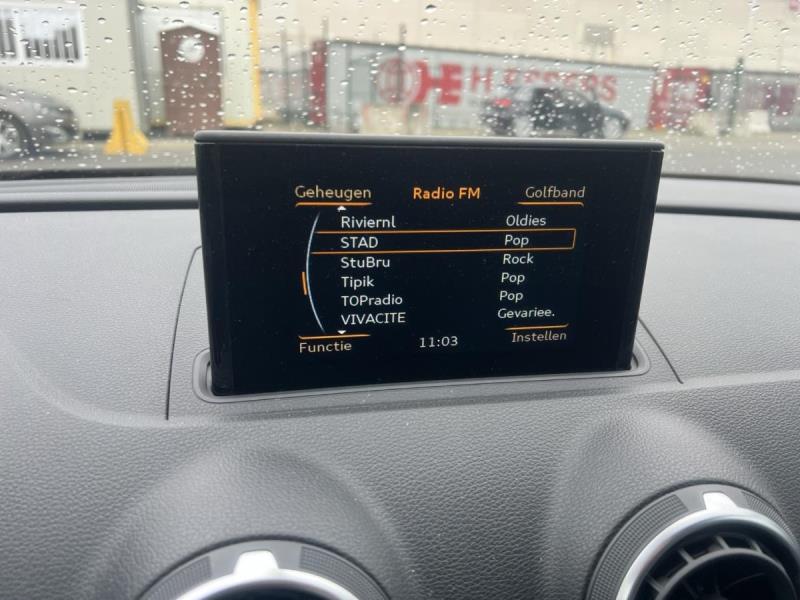 H.ESSERS
Geheugen Radio FM Golfband
Riviernl Oldies
STAD Pop
StuBru Rock
Tipik Pop
TOPradio Pop
VIVACITE Gevariee.
Functie 11:03 Instellen